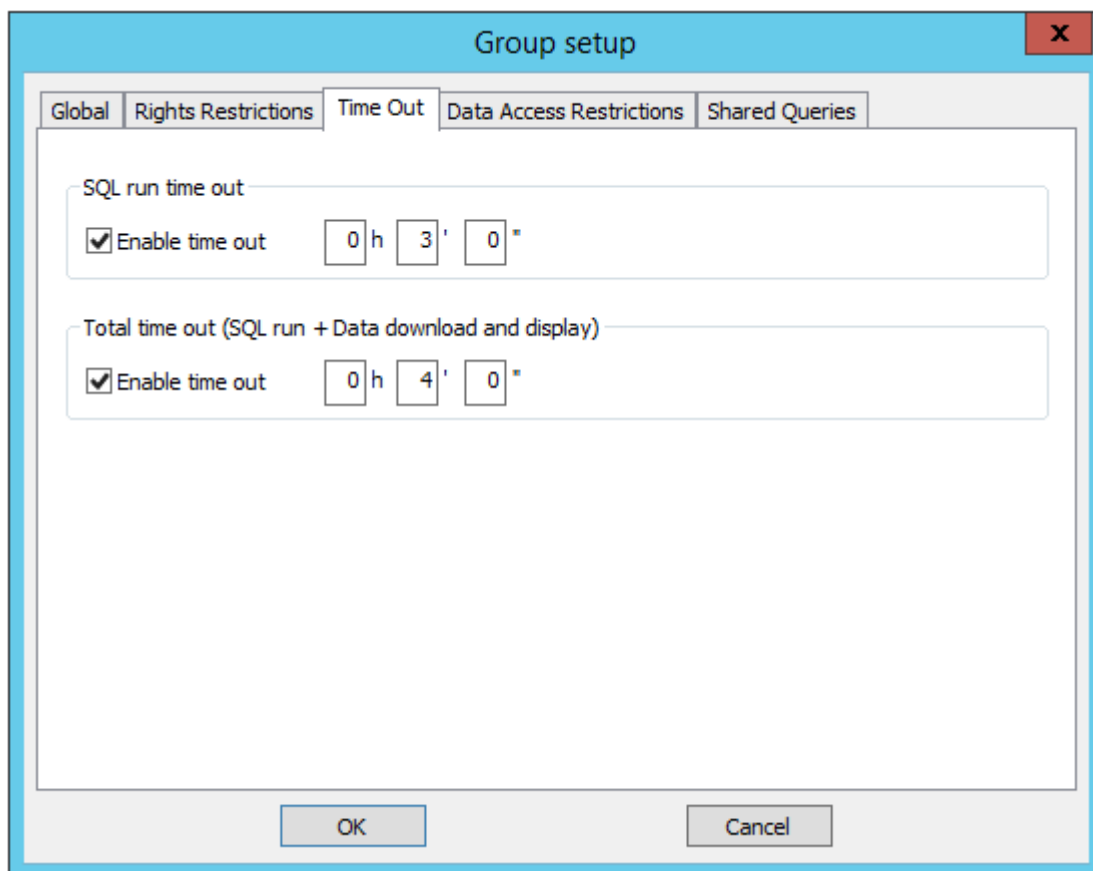 Group setup
x
Global Rights Restrictions Time Out Data Access Restrictions Shared Queries
SQL run time out
Enable time out 0 h 3 ' 0 "
Total time out (SQL run + Data download and display)
Enable time out 0 h 4 ' 0 "
OK Cancel